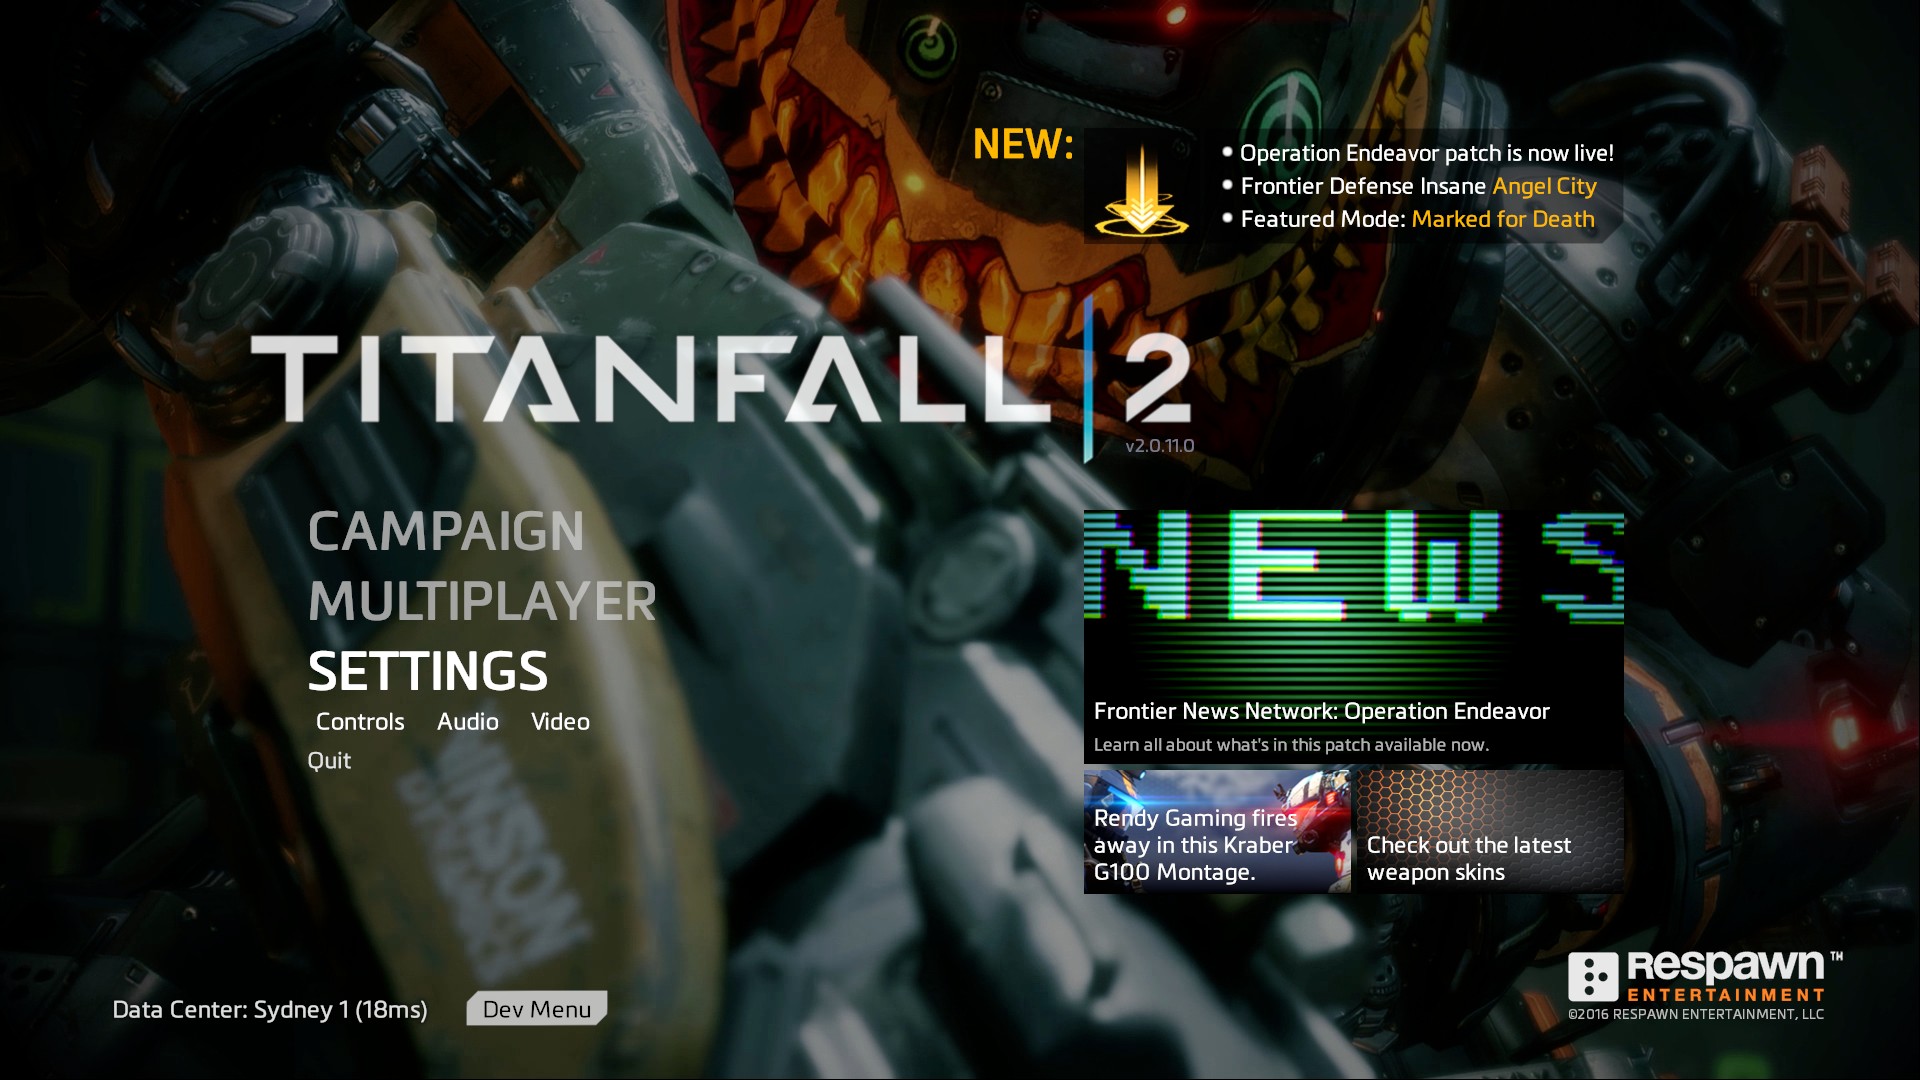 NEW:
Operation Endeavor patch is now live!
Frontier Defense Insane Angel City
Featured Mode: Marked for Death
TITANFALL 2
v2.0.11.0
CAMPAIGN
MULTIPLAYER
SETTINGS
Controls Audio Video
Quit
NEWS
Frontier News Network: Operation Endeavor
Learn all about what's in this patch available now.
Rendy Gaming fires
away in this Kraber
G100 Montage.
Check out the latest
weapon skins
Data Center: Sydney 1 (18ms)
Dev Menu
Respawn™
ENTERTAINMENT
©2016 RESPAWN ENTERTAINMENT, LLC